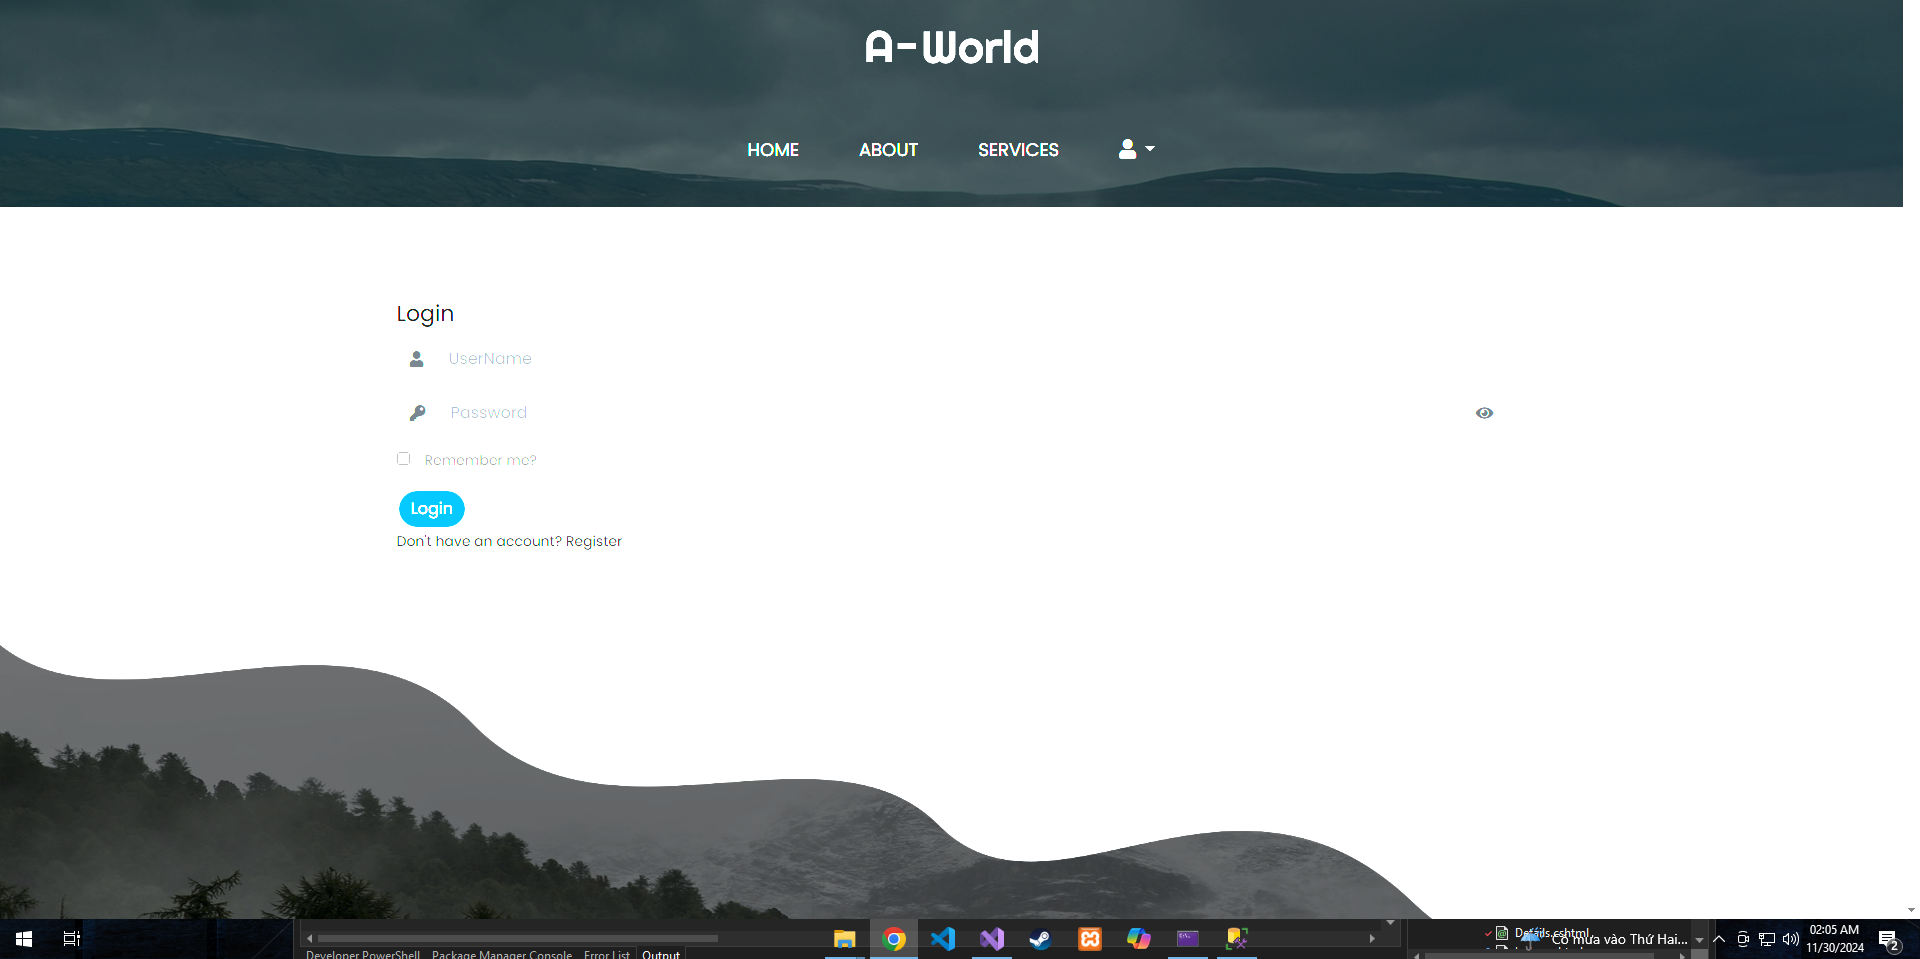 A-World
HOME ABOUT SERVICES
Login
UserName
Password
Remember me?
Login
Don't have an account? Register
Details.cshtml
Có mưa vào Thứ Hai...
02:05 AM
11/30/2024
2
Developer PowerShell Package Manager Console Error List Output